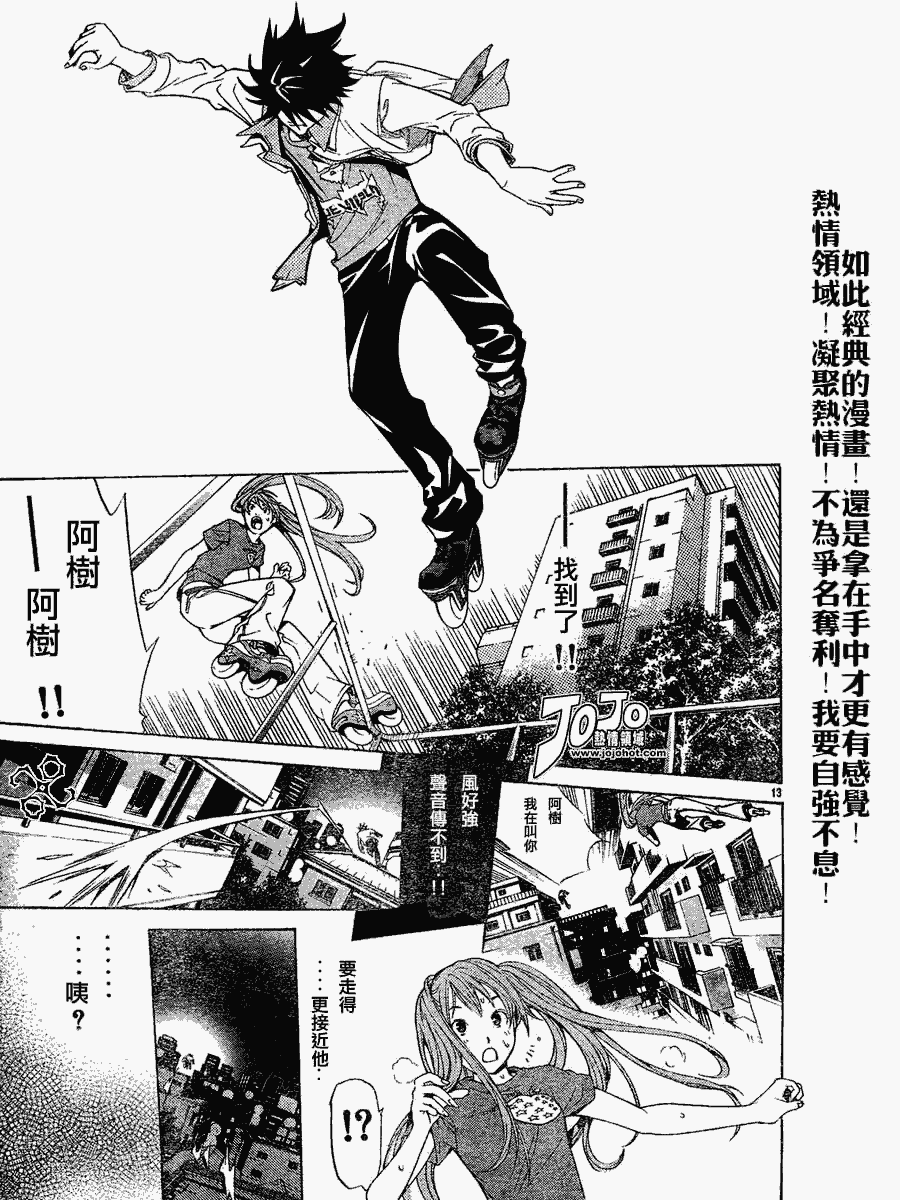 如此經典的漫畫！還是拿在手中才更有感覺！
熱情領域！凝聚熱情！不為爭名奪利！我要自強不息！
找到了!!
阿樹
阿樹
!!
JoJo
熱情領域
www.jojohot.com
13
阿樹
我在叫你
風好強
聲音傳不到..!!
要走得
....更接近他..
!?
......
......咦?